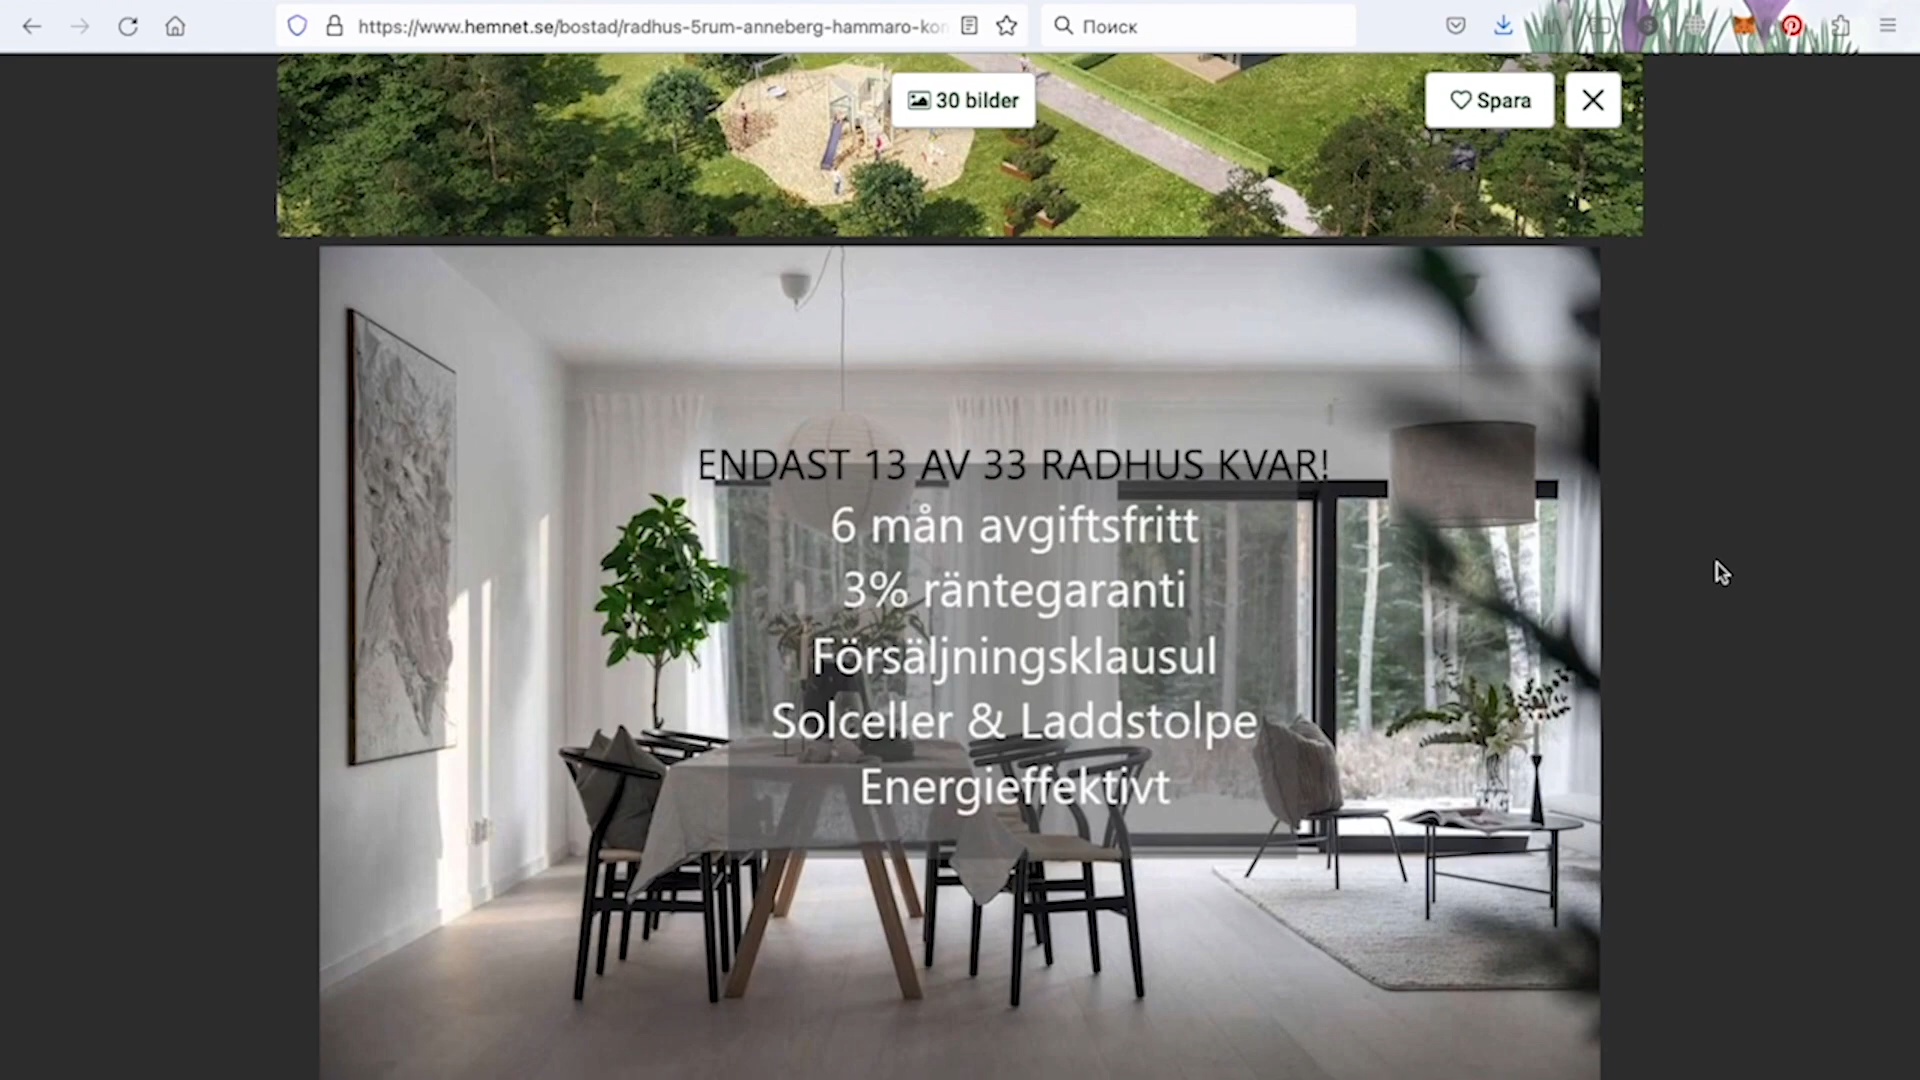 https://www.hemnet.se/bostad/radhus-5rum-anneberg-hammaro-kon
Поиск
30 bilder
Spara
ENDAST 13 AV 33 RADHUS KVAR!
6 mån avgiftsfritt
3% räntegaranti
Försäljningsklausul
Solceller & Laddstolpe
Energieffektivt